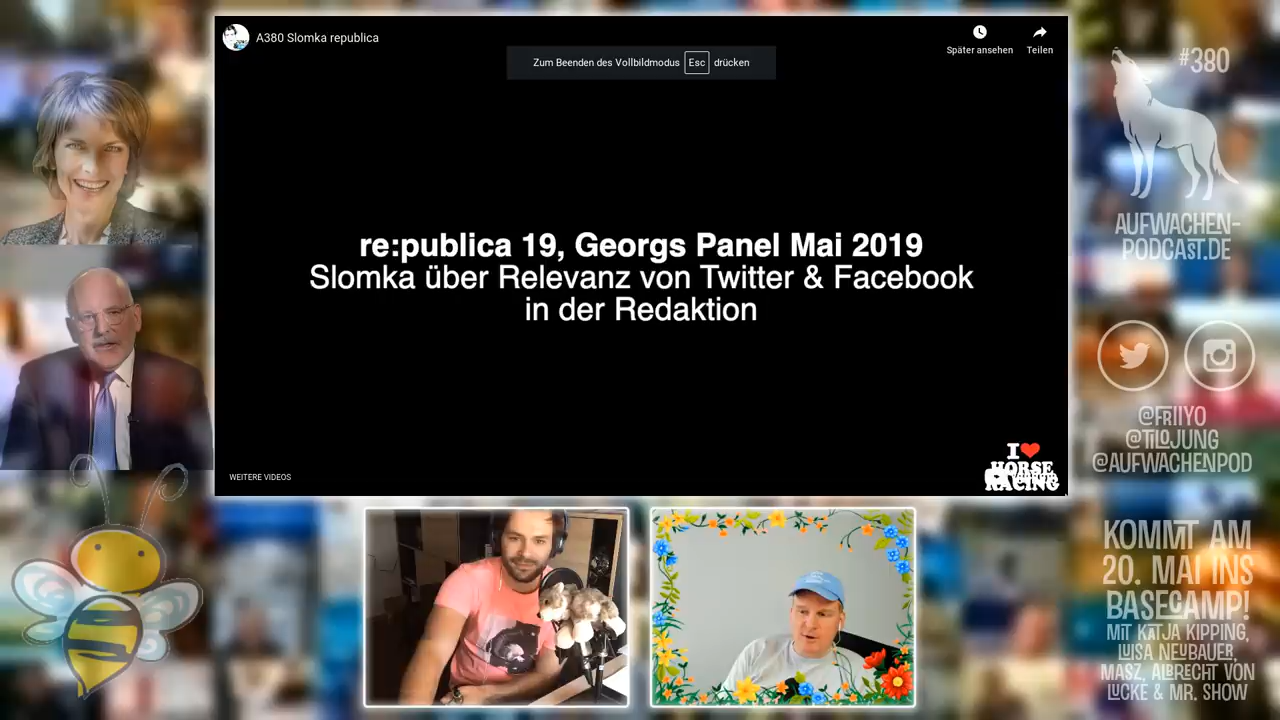 A380 Slomka republica
Zum Beenden des Vollbildmodus Esc drücken
Später ansehen
Teilen
re:publica 19, Georgs Panel Mai 2019
Slomka über Relevanz von Twitter & Facebook
in der Redaktion
WEITERE VIDEOS
I
HORSE
RACING
#380
AUFWACHEN-
PODCAST.DE
@FRIIYO
@TILOJUNG
@AUFWACHENPOD
KOMMT AM
20. MAI INS
BASECAMP!
MIT KATJA KIPPING,
LUISA NEUBAUER,
MASZ, ALBRECHT VON
LUCKE & MR. SHOW